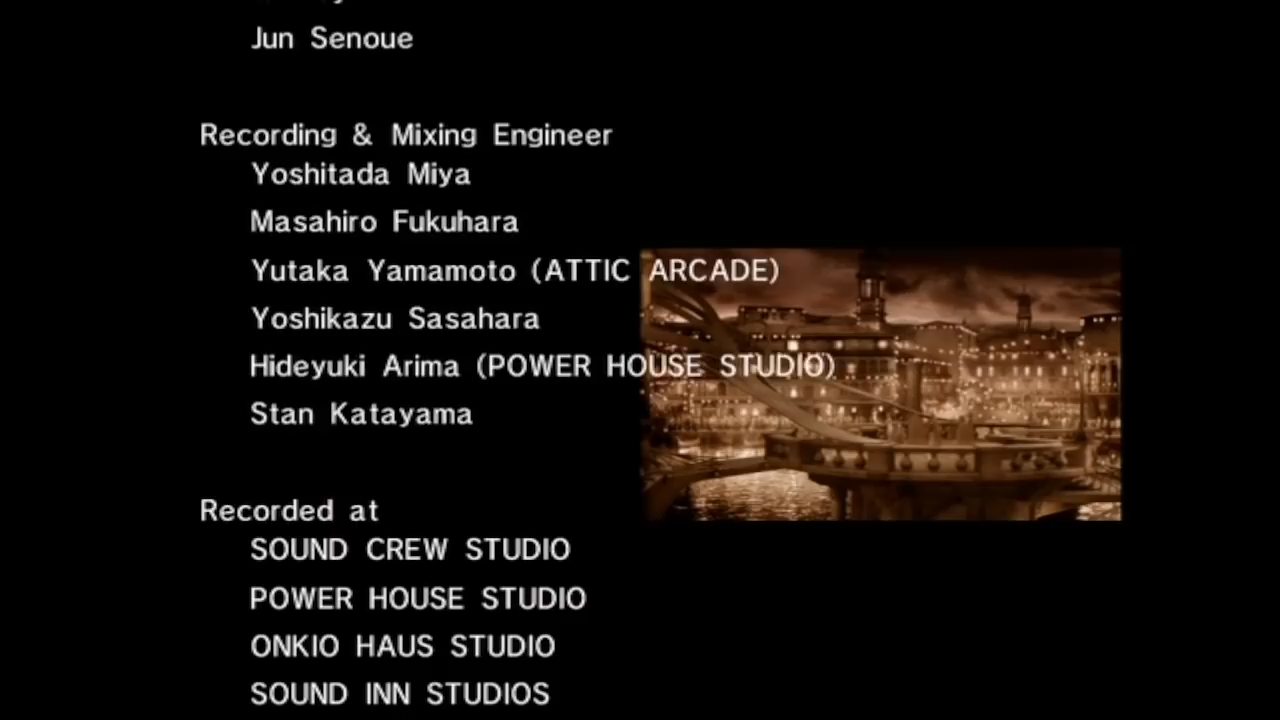 Jun Senoue
Recording & Mixing Engineer
Yoshitada Miya
Masahiro Fukuhara
Yutaka Yamamoto (ATTIC ARCADE)
Yoshikazu Sasahara
Hideyuki Arima (POWER HOUSE STUDIO)
Stan Katayama
Recorded at
SOUND CREW STUDIO
POWER HOUSE STUDIO
ONKIO HAUS STUDIO
SOUND INN STUDIOS